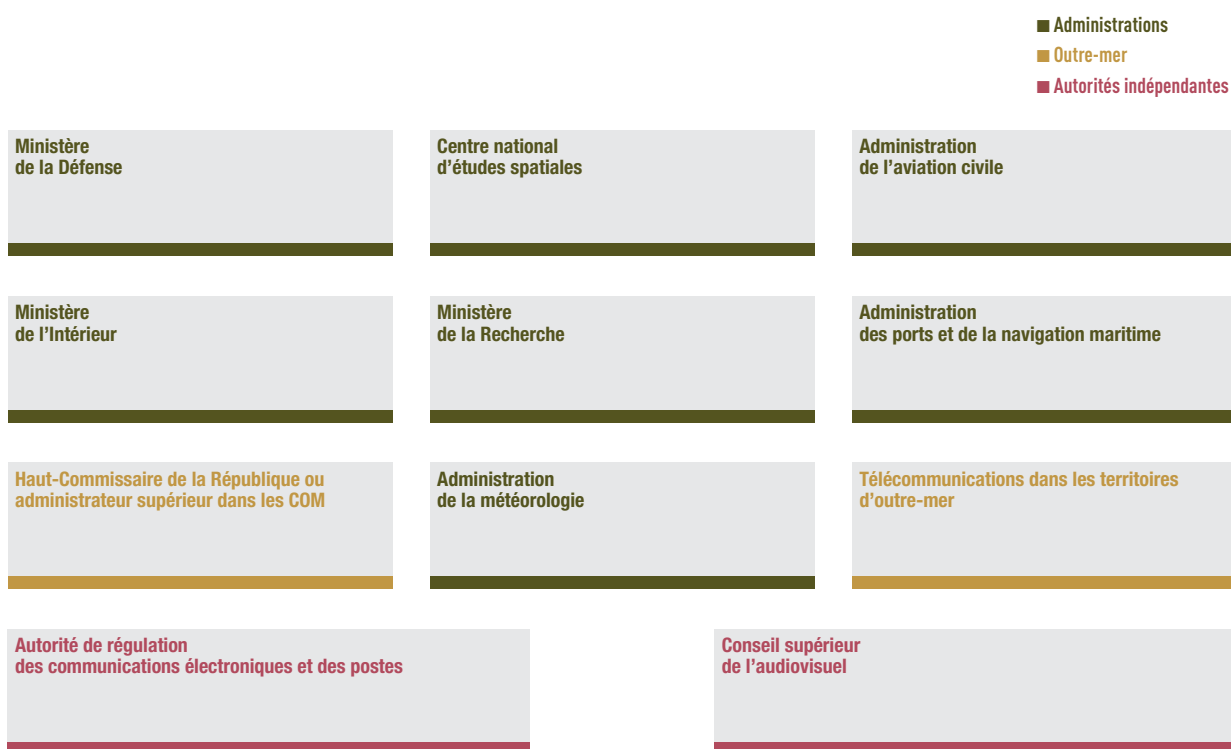 ■ Administrations
■ Outre-mer
■ Autorités indépendantes
Ministère
de la Défense
Centre national
d’études spatiales
Administration
de l’aviation civile
Ministère
de l’Intérieur
Ministère
de la Recherche
Administration
des ports et de la navigation maritime
Haut-Commissaire de la République ou
administrateur supérieur dans les COM
Administration
de la météorologie
Télécommunications dans les territoires
d’outre-mer
Autorité de régulation
des communications électroniques et des postes
Conseil supérieur
de l’audiovisuel